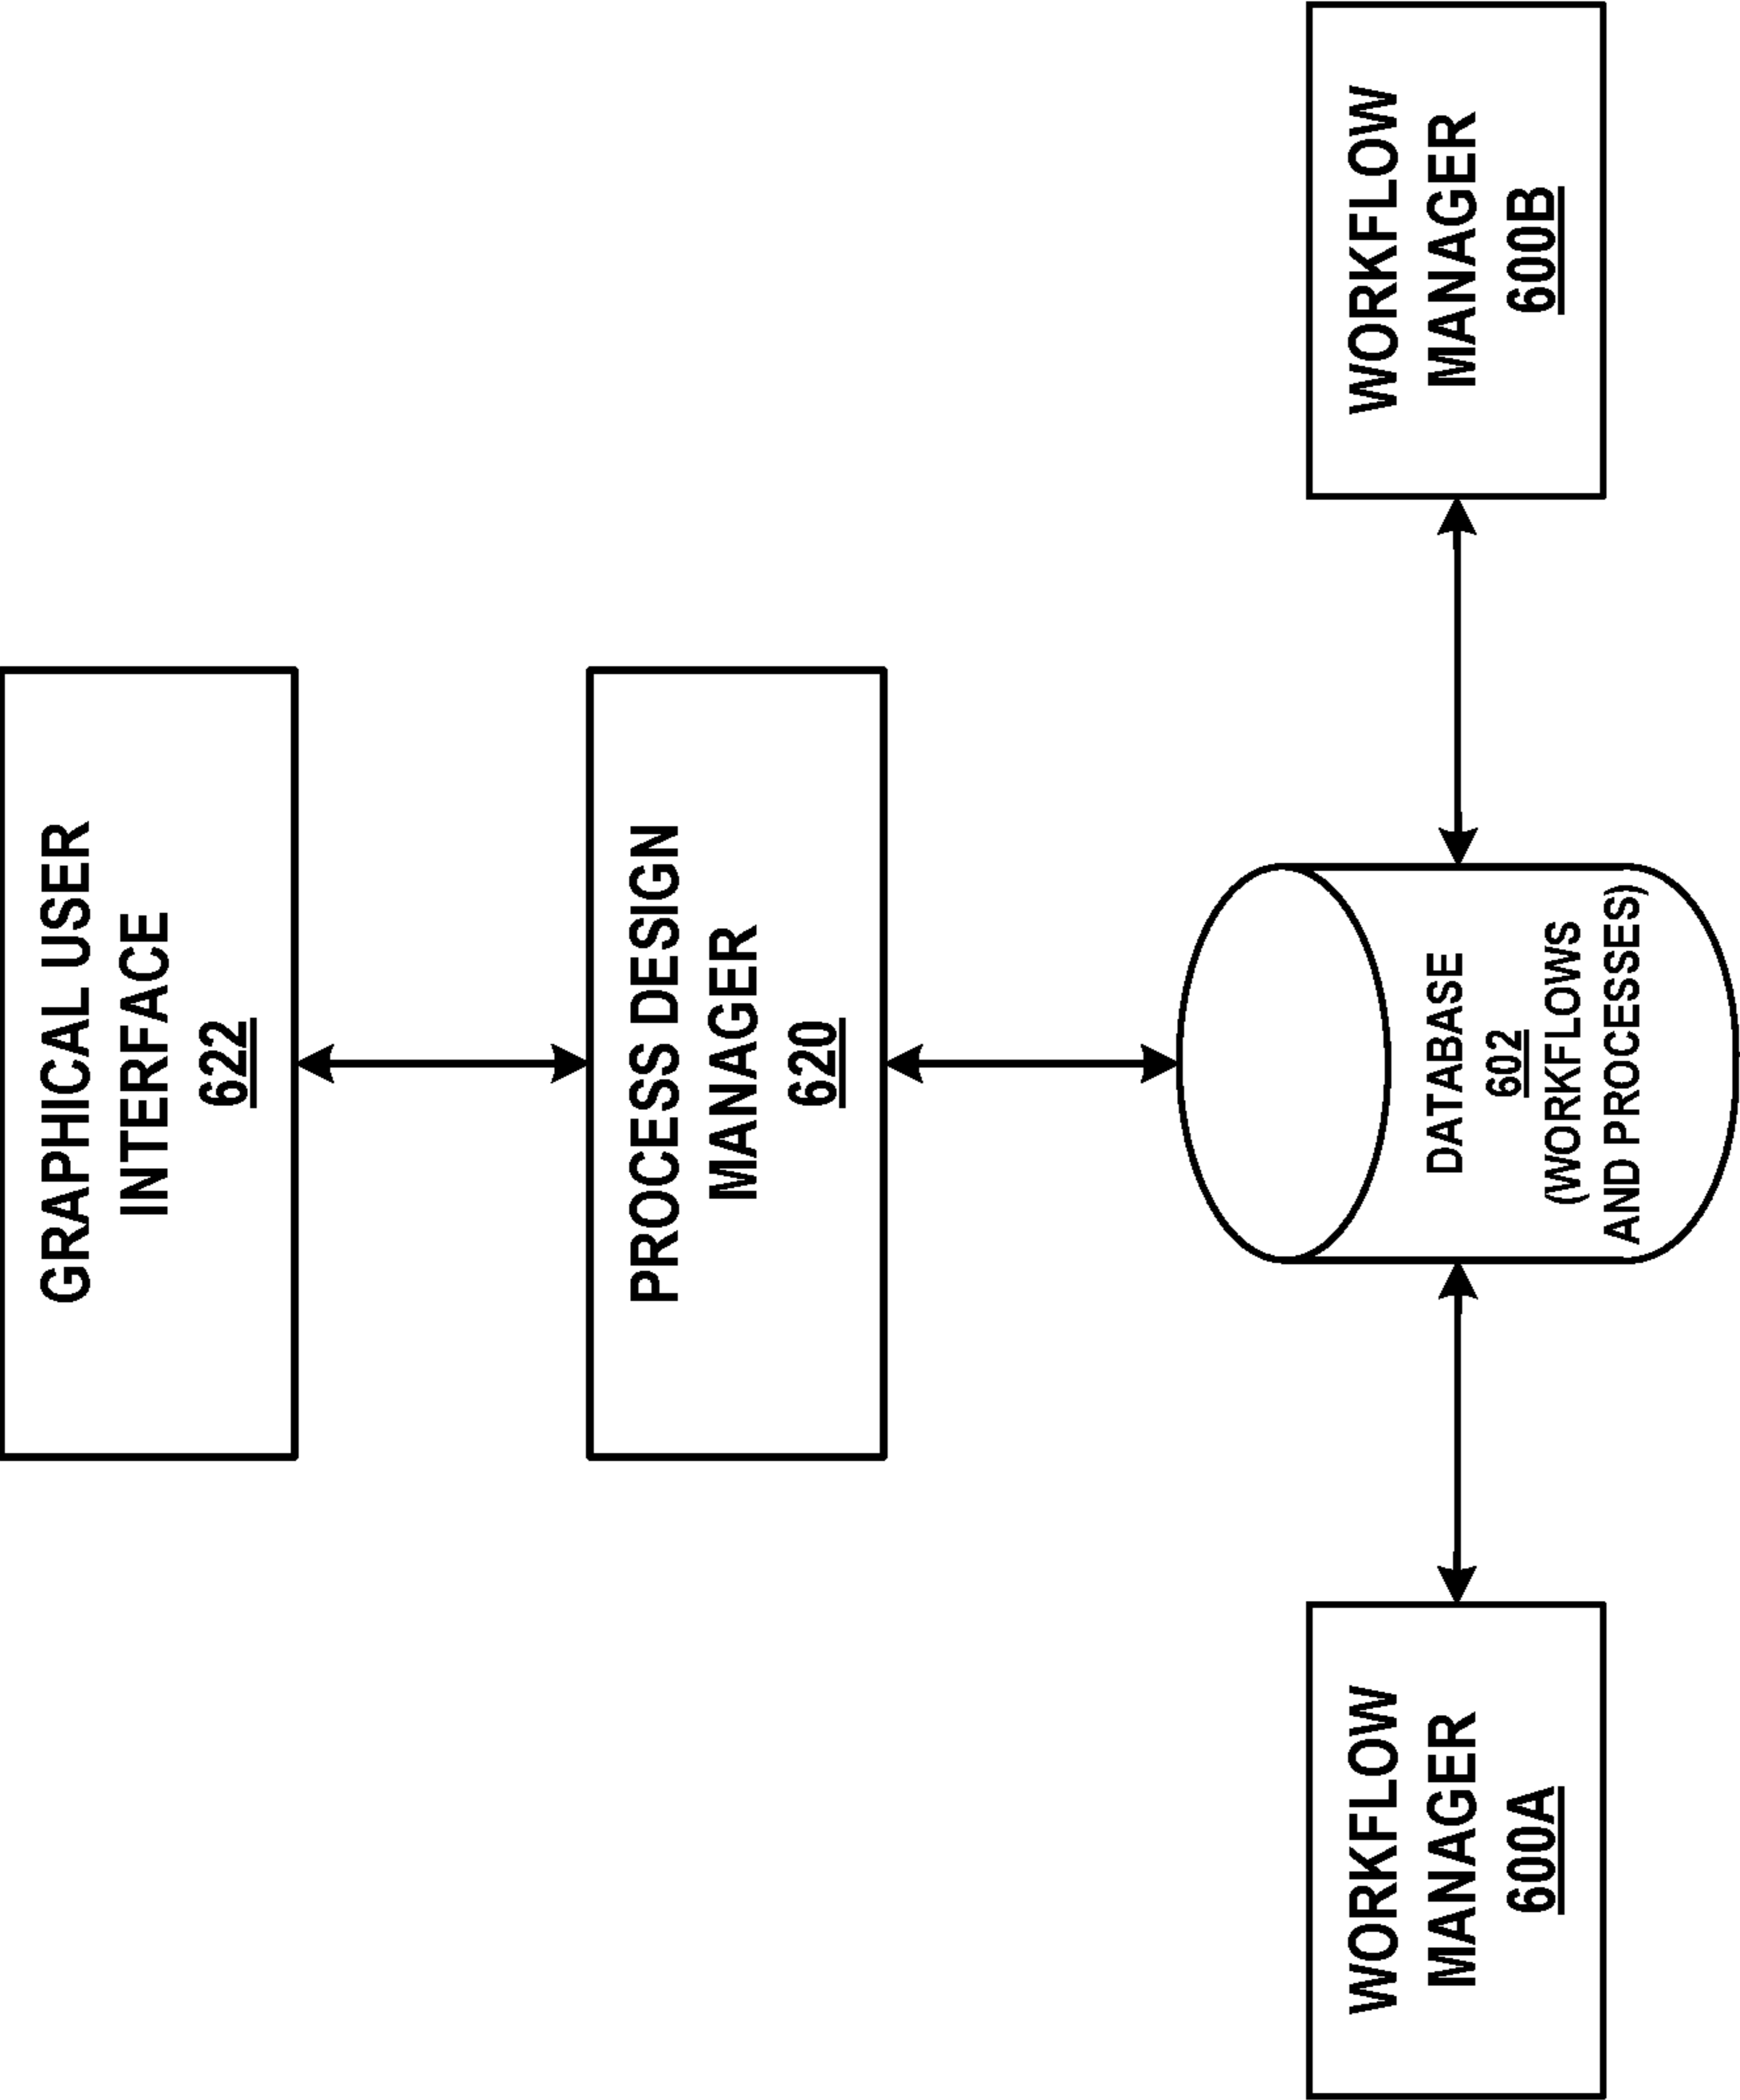 GRAPHICAL USER
INTERFACE
622
PROCESS DESIGN
MANAGER
620
WORKFLOW
MANAGER
600A
DATABASE
602
(WORKFLOWS
AND PROCESSES)
WORKFLOW
MANAGER
600B